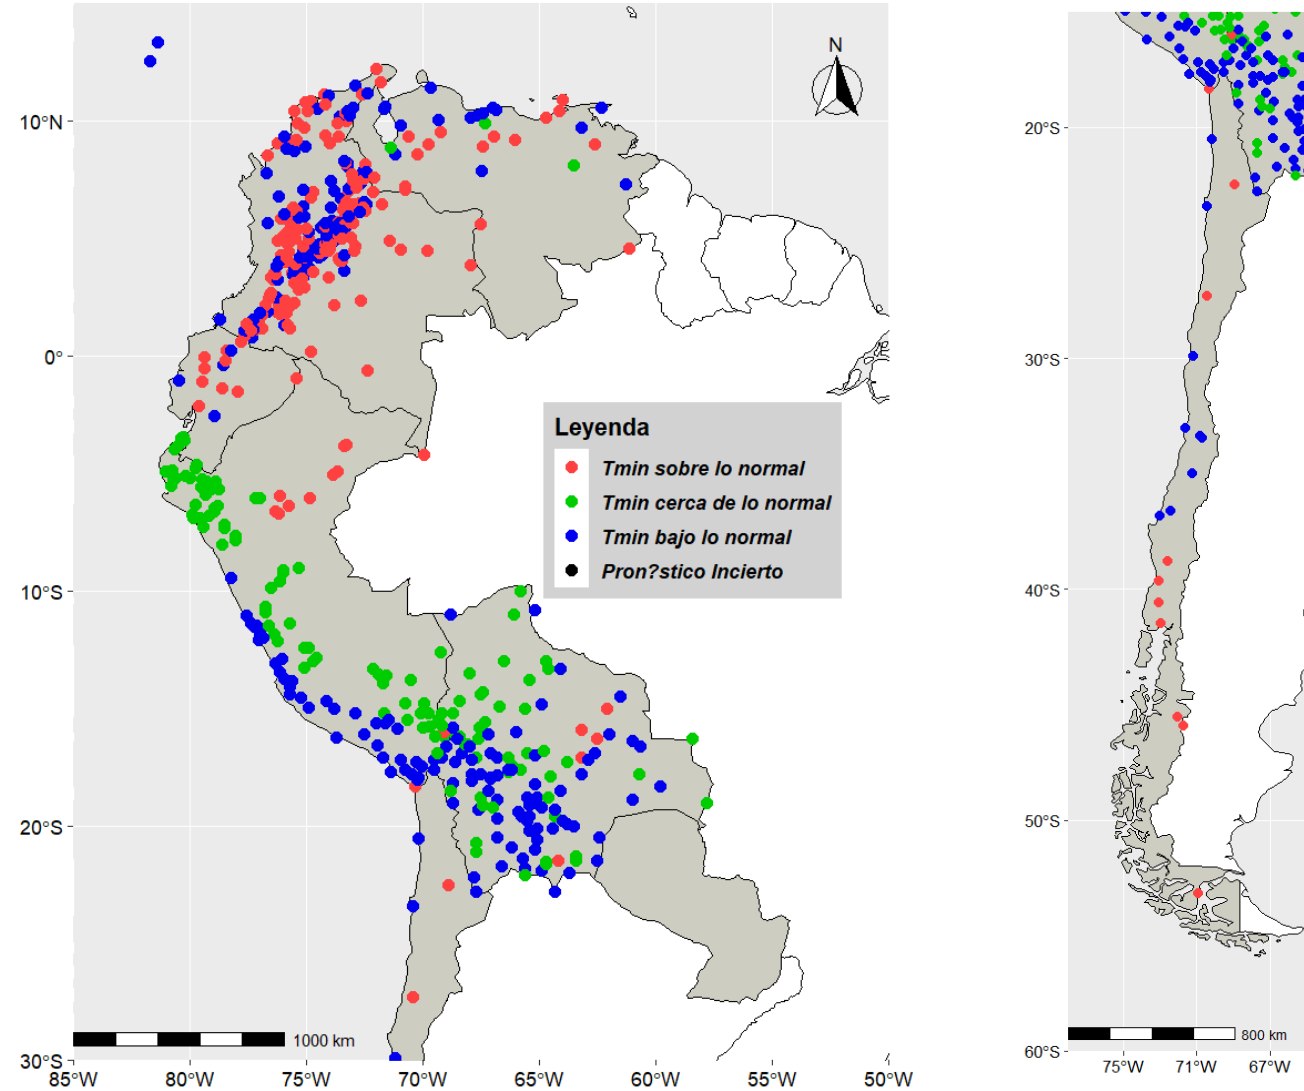 N
10°N
0°
10°S
20°S
30°S
85°W 80°W 75°W 70°W 65°W 60°W 55°W 50°W
1000 km
Leyenda
Tmin sobre lo normal
Tmin cerca de lo normal
Tmin bajo lo normal
Pron?stico Incierto
20°S
30°S
40°S
50°S
60°S
75°W 71°W 67°W
800 km